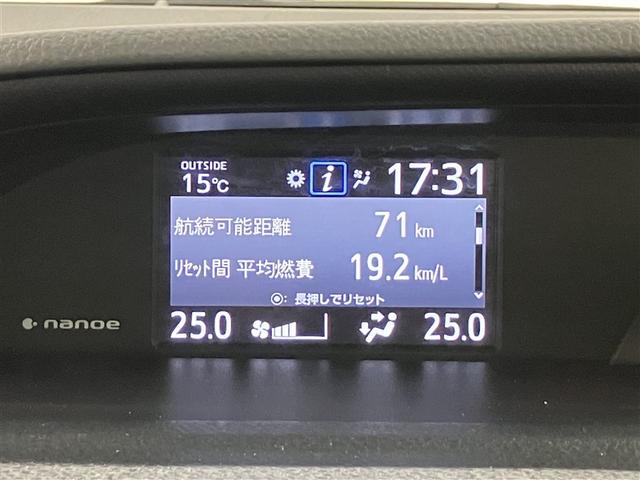 OUTSIDE
15℃
i
17:31
航続可能距離 71 km
リセット間 平均燃費 19.2 km/L
◉: 長押しでリセット
nanoe
25.0
25.0